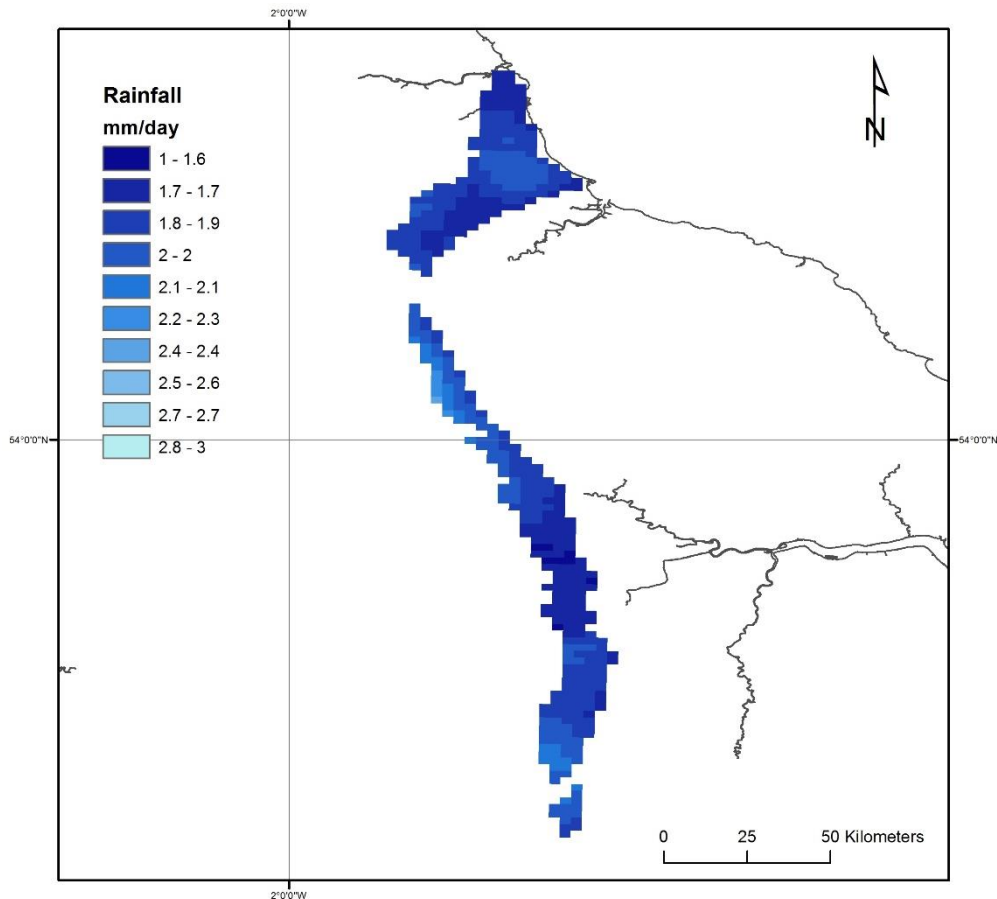 2°0'0"W
Rainfall
mm/day
1 - 1.6
1.7 - 1.7
1.8 - 1.9
2 - 2
2.1 - 2.1
2.2 - 2.3
2.4 - 2.4
2.5 - 2.6
2.7 - 2.7
2.8 - 3
N
54°0'0"N
54°0'0"N
0 25 50 Kilometers
2°0'0"W